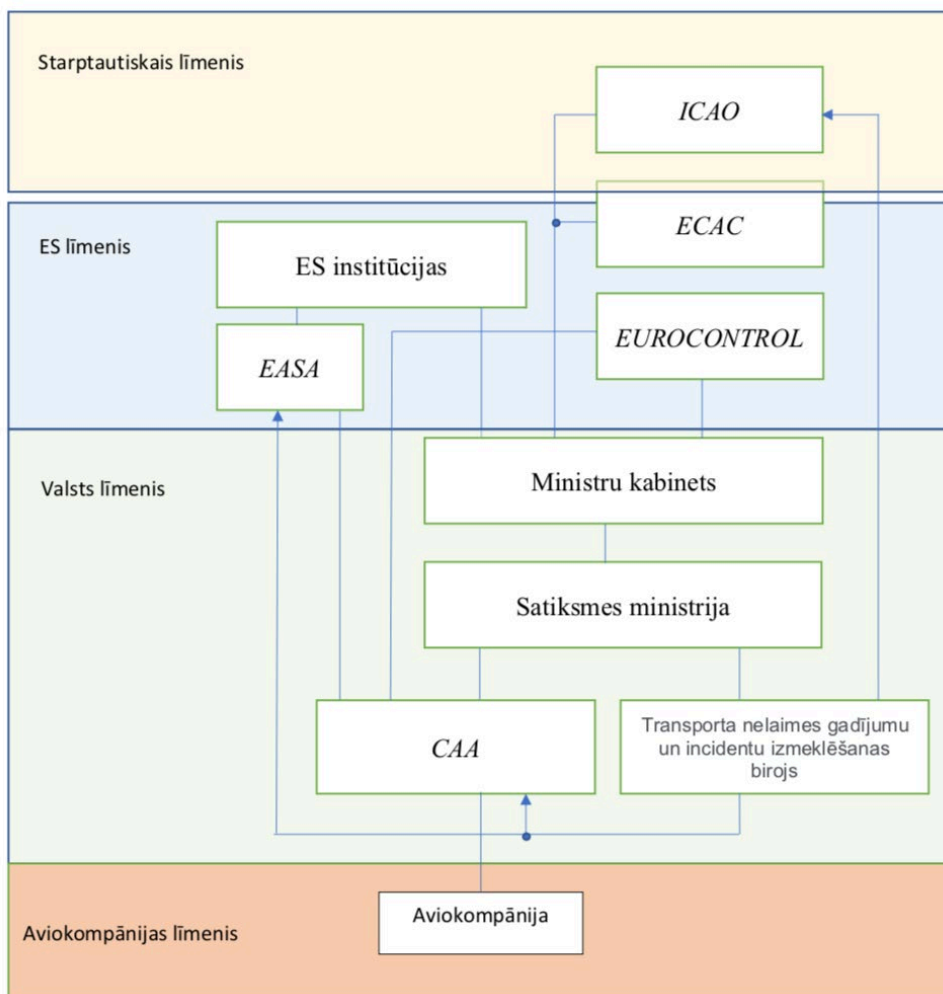 Starptautiskais līmenis
ICAO
ECAC
ES līmenis
ES institūcijas
EUROCONTROL
EASA
Ministru kabinets
Valsts līmenis
Satiksmes ministrija
CAA
Transporta nelaimes gadījumu
un incidentu izmeklēšanas
birojs
Aviokompānija
Aviokompānijas līmenis